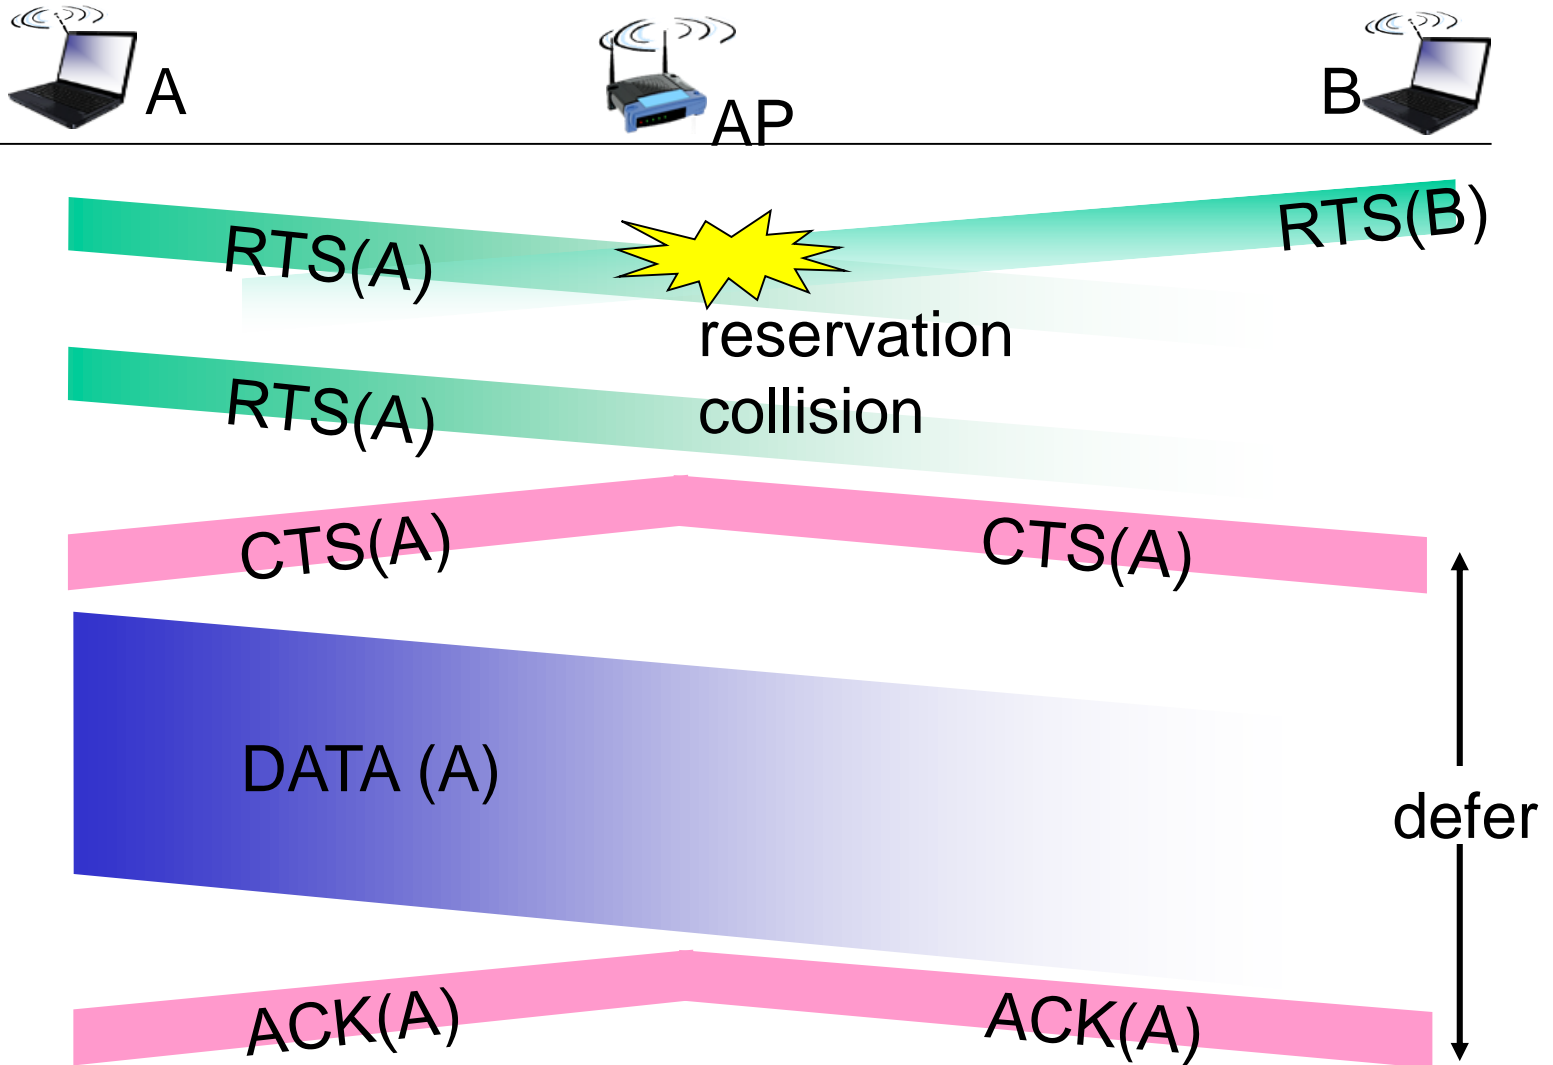 A
AP
B
RTS(A)
RTS(B)
reservation
collision
RTS(A)
CTS(A)
CTS(A)
DATA (A)
defer
ACK(A)
ACK(A)